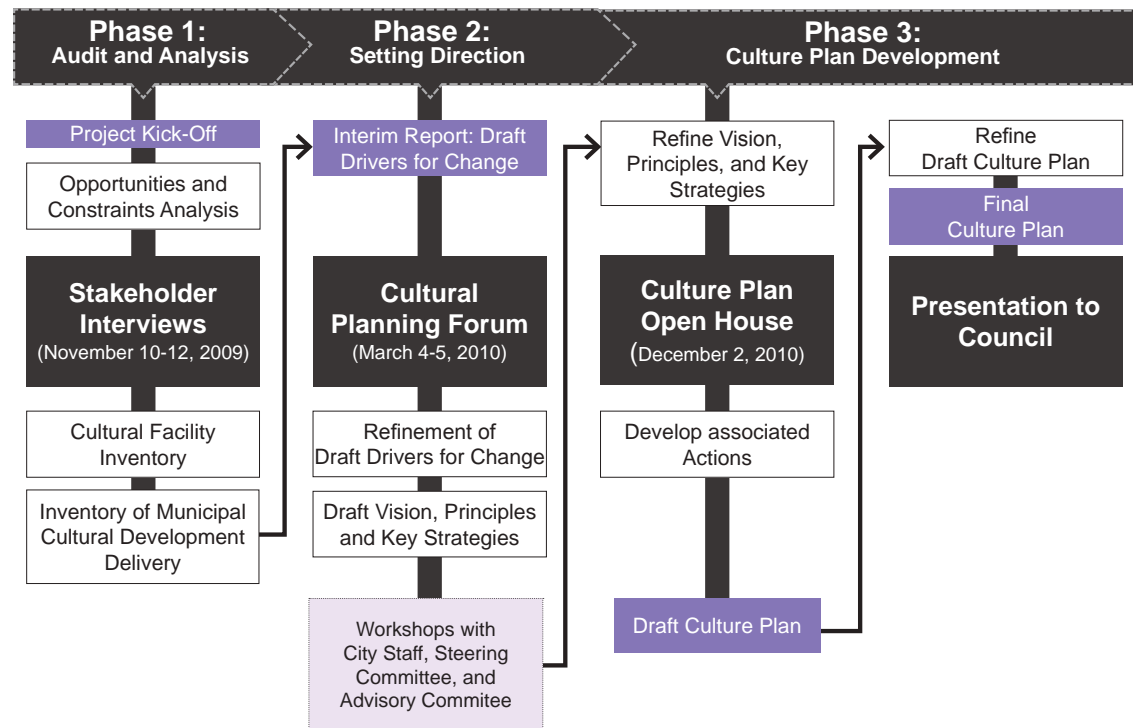 Phase 1:
Audit and Analysis
Phase 2:
Setting Direction
Phase 3:
Culture Plan Development
Project Kick-Off
Opportunities and
Constraints Analysis
Stakeholder
Interviews
(November 10-12, 2009)
Cultural Facility
Inventory
Inventory of Municipal
Cultural Development
Delivery
Interim Report: Draft
Drivers for Change
Cultural
Planning Forum
(March 4-5, 2010)
Refinement of
Draft Drivers for Change
Draft Vision, Principles
and Key Strategies
Workshops with
City Staff, Steering
Committee, and
Advisory Commitee
Refine Vision,
Principles, and Key
Strategies
Culture Plan
Open House
(December 2, 2010)
Develop associated
Actions
Draft Culture Plan
Refine
Draft Culture Plan
Final
Culture Plan
Presentation to
Council